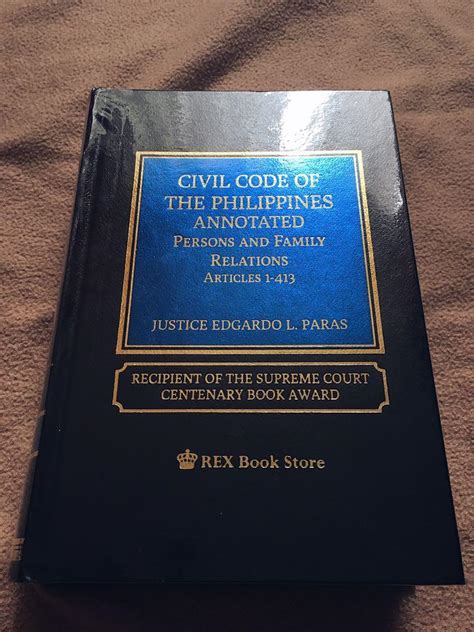 CIVIL CODE OF
THE PHILIPPINES
ANNOTATED
PERSONS AND FAMILY
RELATIONS
ARTICLES 1-413
JUSTICE EDGARDO L. PARAS
RECIPIENT OF THE SUPREME COURT
CENTENARY BOOK AWARD
REX Book Store